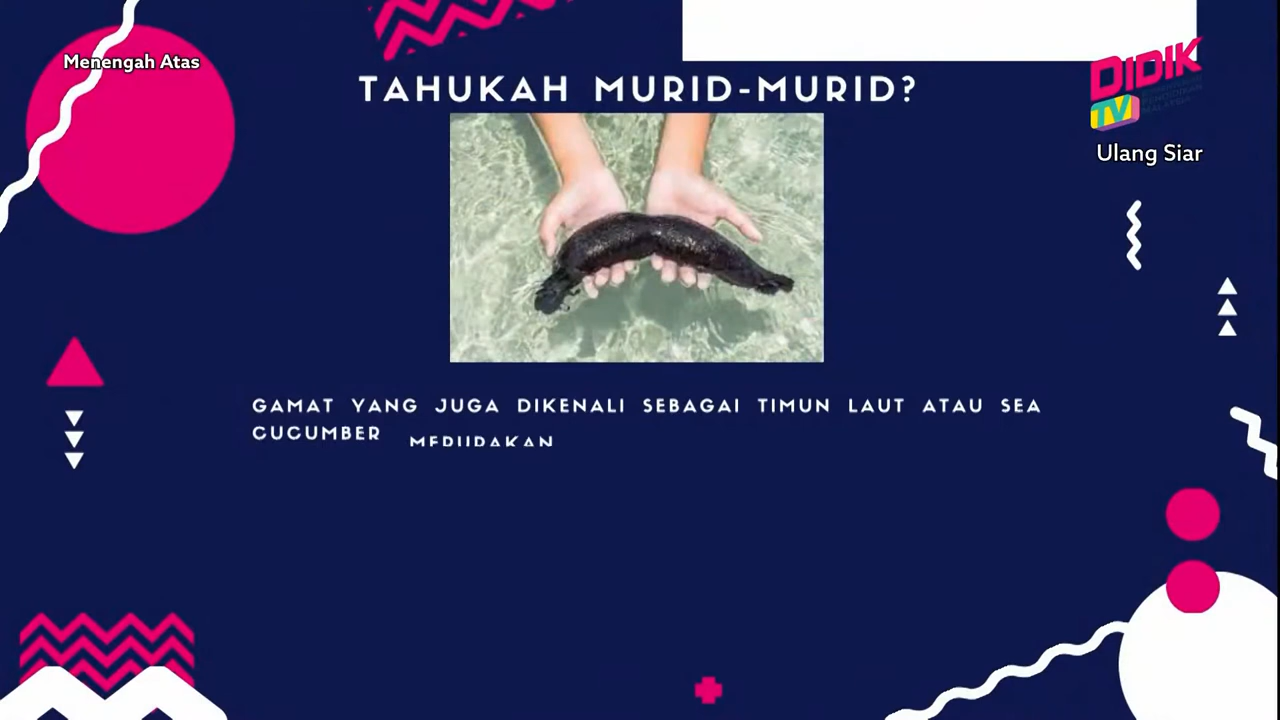 Menengah Atas
DIDIK
TV
Ulang Siar
TAHUKAH MURID-MURID?
GAMAT YANG JUGA DIKENALI SEBAGAI TIMUN LAUT ATAU SEA
CUCUMBER MERUPAKAN